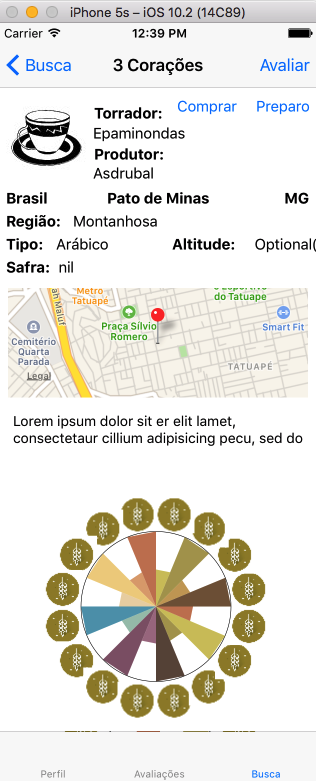 iPhone 5s – iOS 10.2 (14C89)
Carrier 12:39 PM
Busca 3 Corações Avaliar
Torrador: Comprar Preparo
Epaminondas
Produtor:
Asdrubal
Brasil Pato de Minas MG
Região: Montanhosa
Tipo: Arábico Altitude: Optional(
Safra: nil
Metro
Tatuapé
do Tatuape
Praça Sílvio
Romero
Smart Fit
Cemitério
Quarta
Parada
TATUAPÉ
Legal
Lorem ipsum dolor sit er elit lamet,
consectetaur cillium adipisicing pecu, sed do
Perfil Avaliações Busca